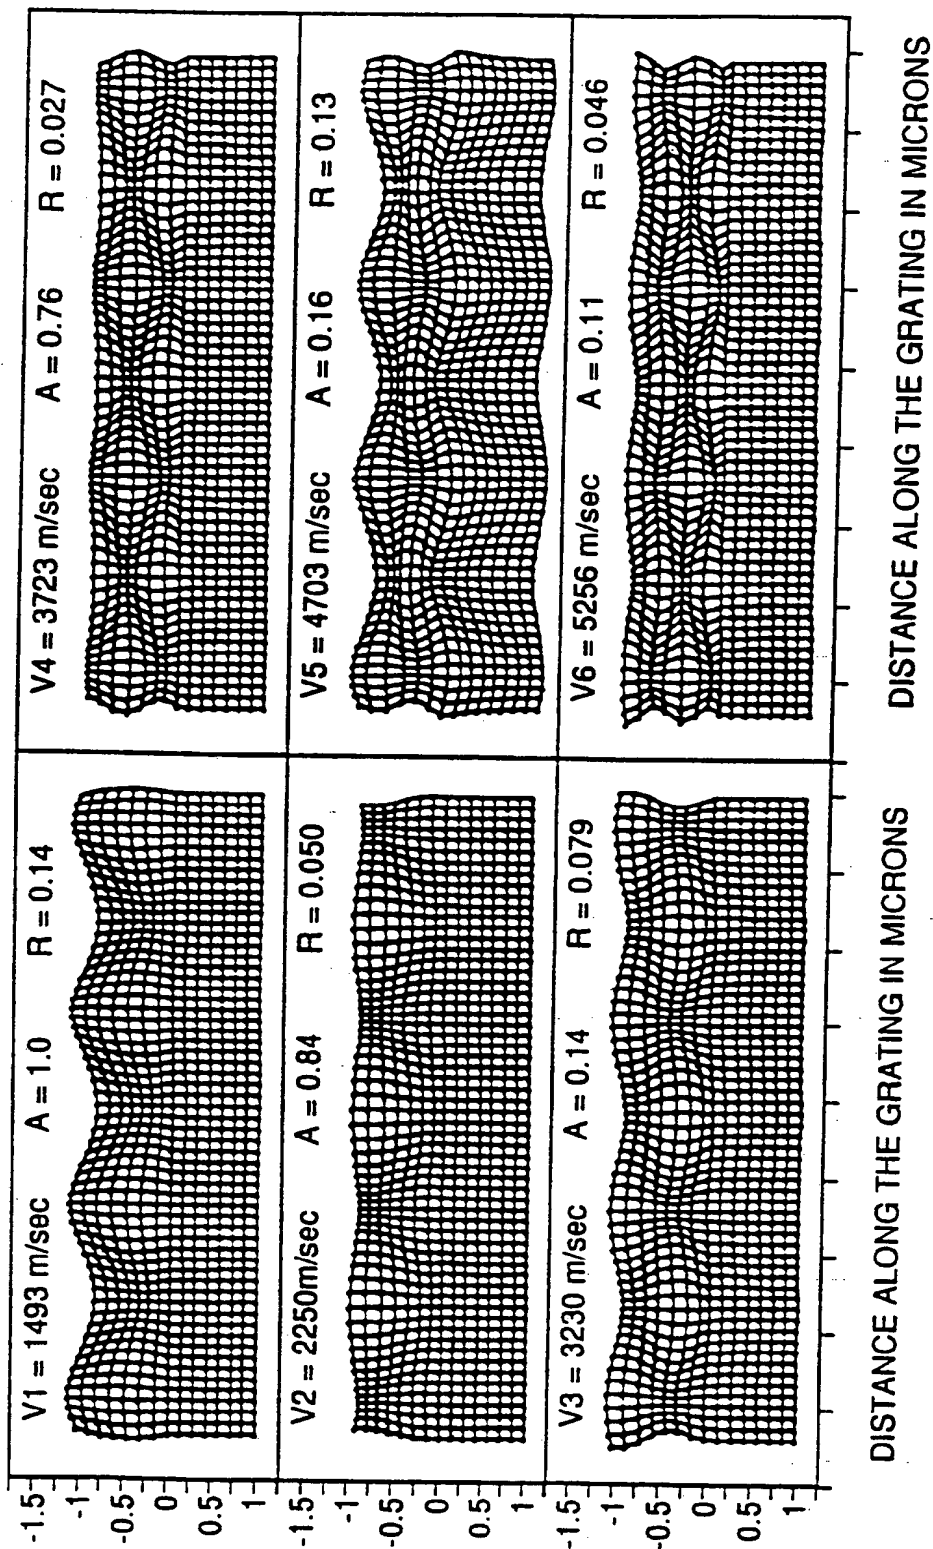 V1 = 1493 m/sec A = 1.0 R = 0.14
V4 = 3723 m/sec A = 0.76 R = 0.027
-1.5
-1
-0.5
0
0.5
1
V2 = 2250m/sec A = 0.84 R = 0.050
V5 = 4703 m/sec A = 0.16 R = 0.13
-1.5
-1
-0.5
0
0.5
1
V3 = 3230 m/sec A = 0.14 R = 0.079
V6 = 5256 m/sec A = 0.11 R = 0.046
-1.5
-1
-0.5
0
0.5
1
DISTANCE ALONG THE GRATING IN MICRONS
DISTANCE ALONG THE GRATING IN MICRONS